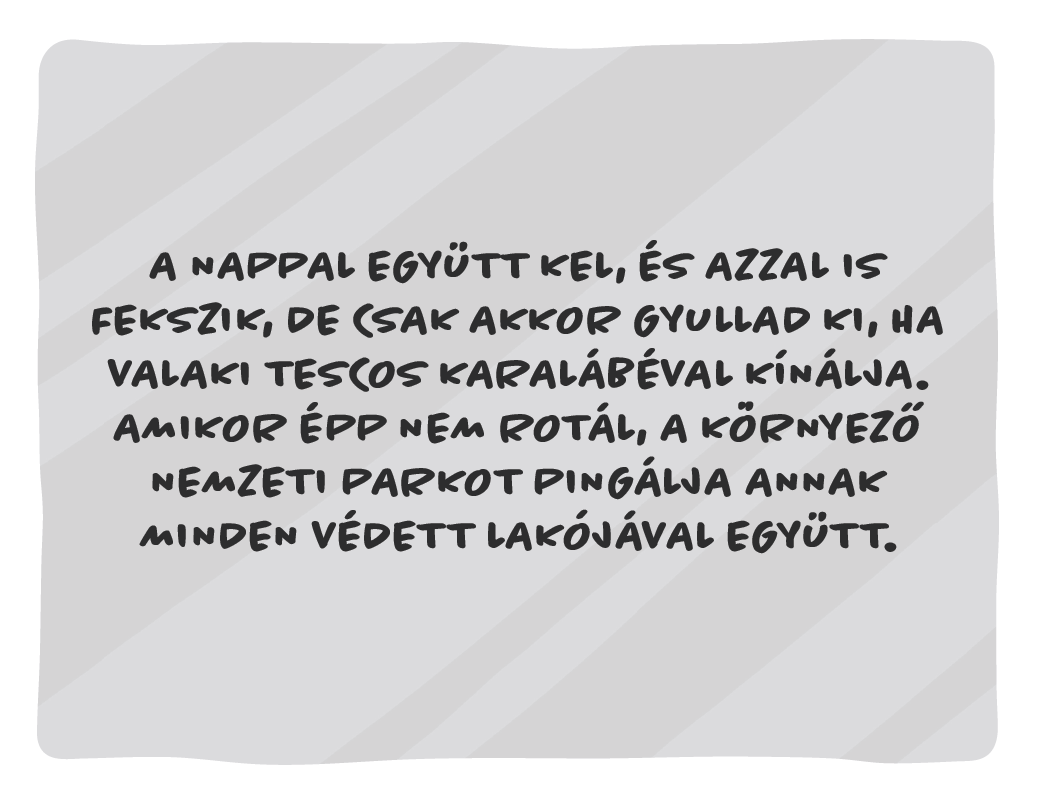 A NAPPAL EGYÜTT KEL, ÉS AZZAL IS
FEKSZIK, DE CSAK AKKOR GYULLAD KI, HA
VALAKI TESCOS KARALÁBÉVAL KÍNÁLJA.
AMIKOR ÉPP NEM ROTÁL, A KÖRNYEZŐ
NEMZETI PARKOT PINGÁLJA ANNAK
MINDEN VÉDETT LAKÓJÁVAL EGYÜTT.